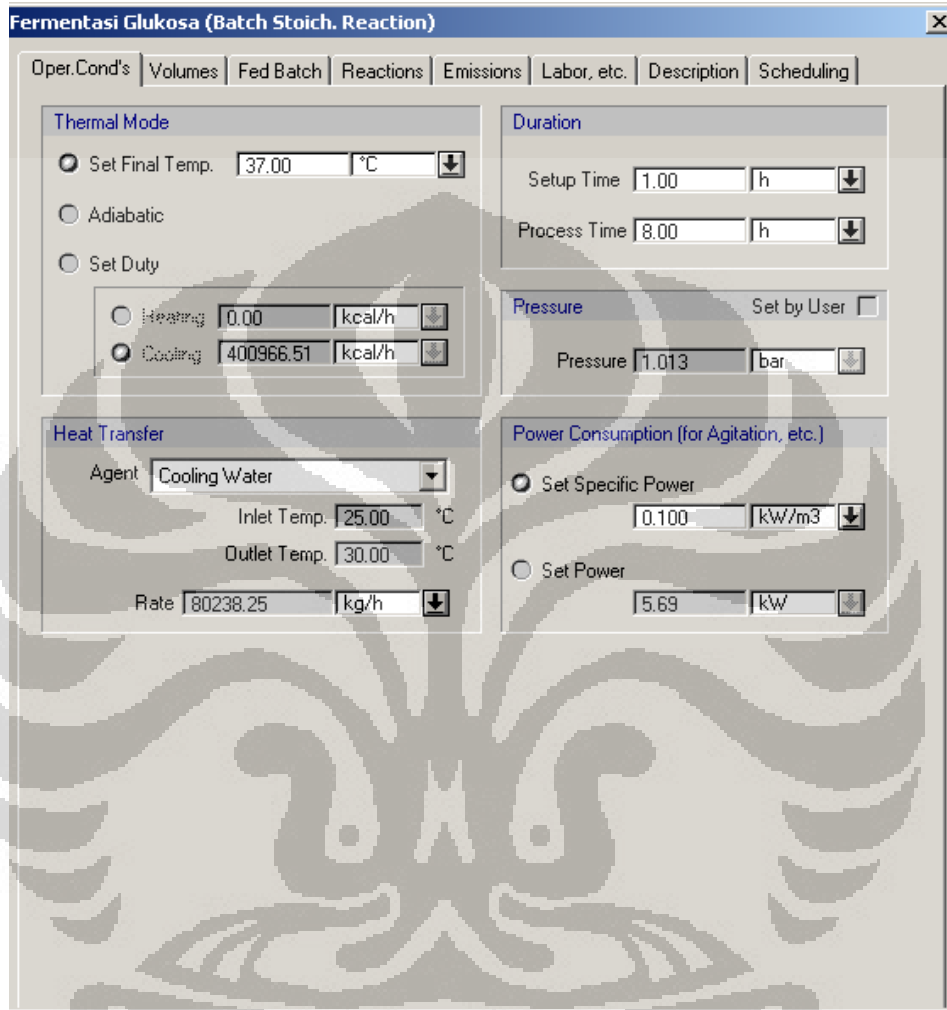 Fermentasi Glukosa (Batch Stoich. Reaction)
Oper.Cond's Volumes Fed Batch Reactions Emissions Labor, etc. Description Scheduling
Thermal Mode
Set Final Temp. 37.00 °C
Adiabatic
Set Duty
Heating 0.00 kcal/h
Cooling 400966.51 kcal/h
Duration
Setup Time 1.00 h
Process Time 8.00 h
Pressure Set by User
Pressure 1.013 bar
Heat Transfer
Agent Cooling Water
Inlet Temp. 25.00 °C
Outlet Temp. 30.00 °C
Rate 80238.25 kg/h
Power Consumption (for Agitation, etc.)
Set Specific Power
0.100 kW/m3
Set Power
5.69 kW